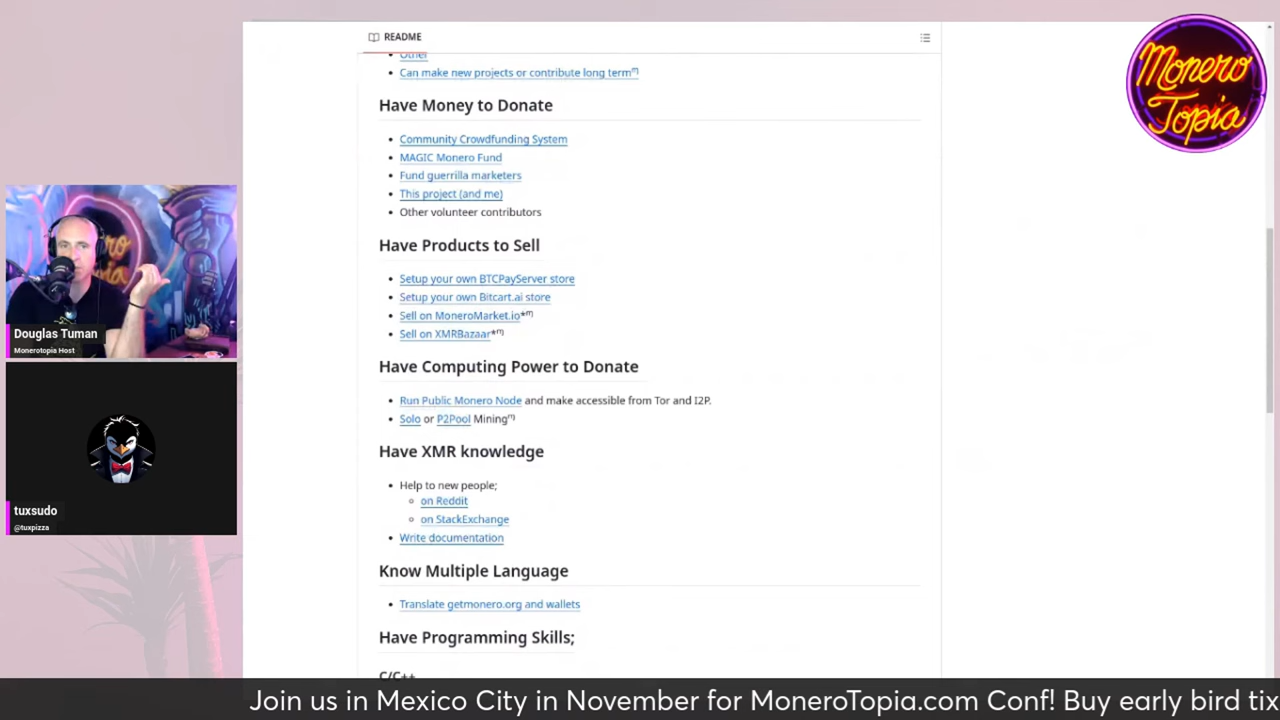 README
Other
Can make new projects or contribute long term⁽ᵐ⁾
Have Money to Donate
Community Crowdfunding System
MAGIC Monero Fund
Fund guerrilla marketers
This project (and me)
Other volunteer contributors
Have Products to Sell
Setup your own BTCPayServer store
Setup your own Bitcart.ai store
Sell on MoneroMarket.io*⁽ᵐ⁾
Sell on XMRBazaar*⁽ᵐ⁾
Have Computing Power to Donate
Run Public Monero Node and make accessible from Tor and I2P.
Solo or P2Pool Mining⁽ᵐ⁾
Have XMR knowledge
Help to new people;
on Reddit
on StackExchange
Write documentation
Know Multiple Language
Translate getmonero.org and wallets
Have Programming Skills;
C/C++
Monero
Topia
Douglas Tuman
Monerotopia Host
tuxsudo
@tuxpizza
Join us in Mexico City in November for MoneroTopia.com Conf! Buy early bird tix